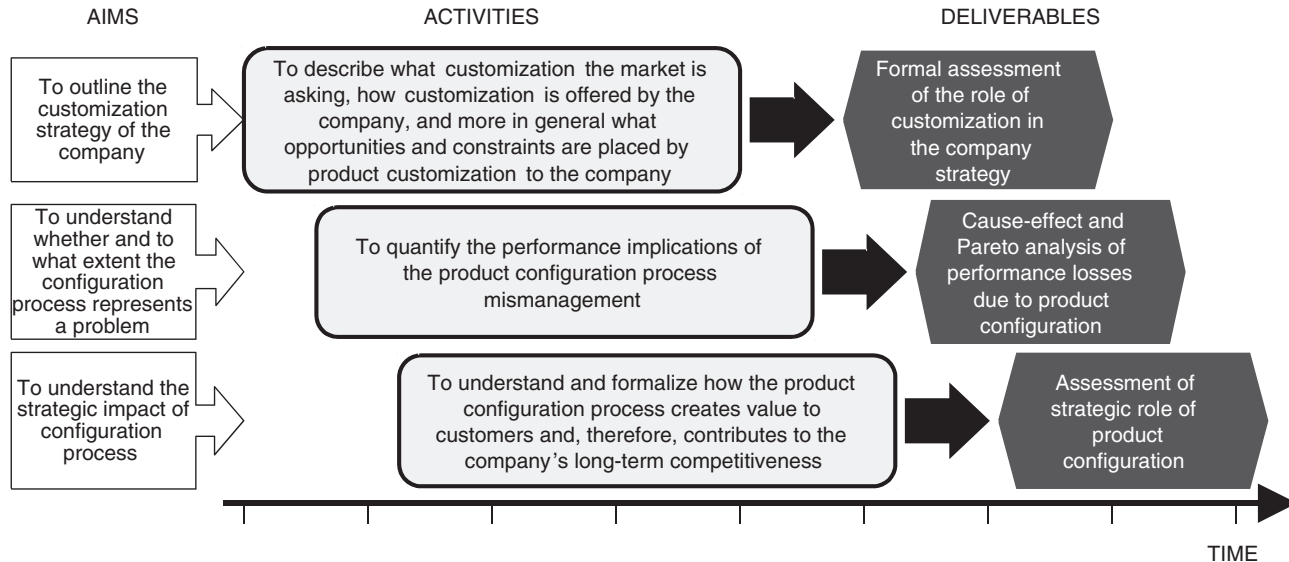 AIMS
ACTIVITIES
DELIVERABLES
To outline the
customization
strategy of the
company
To describe what customization the market is
asking, how customization is offered by the
company, and more in general what
opportunities and constraints are placed by
product customization to the company
Formal assessment
of the role of
customization in
the company
strategy
To understand
whether and to
what extent the
configuration
process represents
a problem
To quantify the performance implications of
the product configuration process
mismanagement
Cause-effect and
Pareto analysis of
performance losses
due to product
configuration
To understand the
strategic impact of
configuration
process
To understand and formalize how the product
configuration process creates value to
customers and, therefore, contributes to the
company's long-term competitiveness
Assessment of
strategic role of
product
configuration
TIME